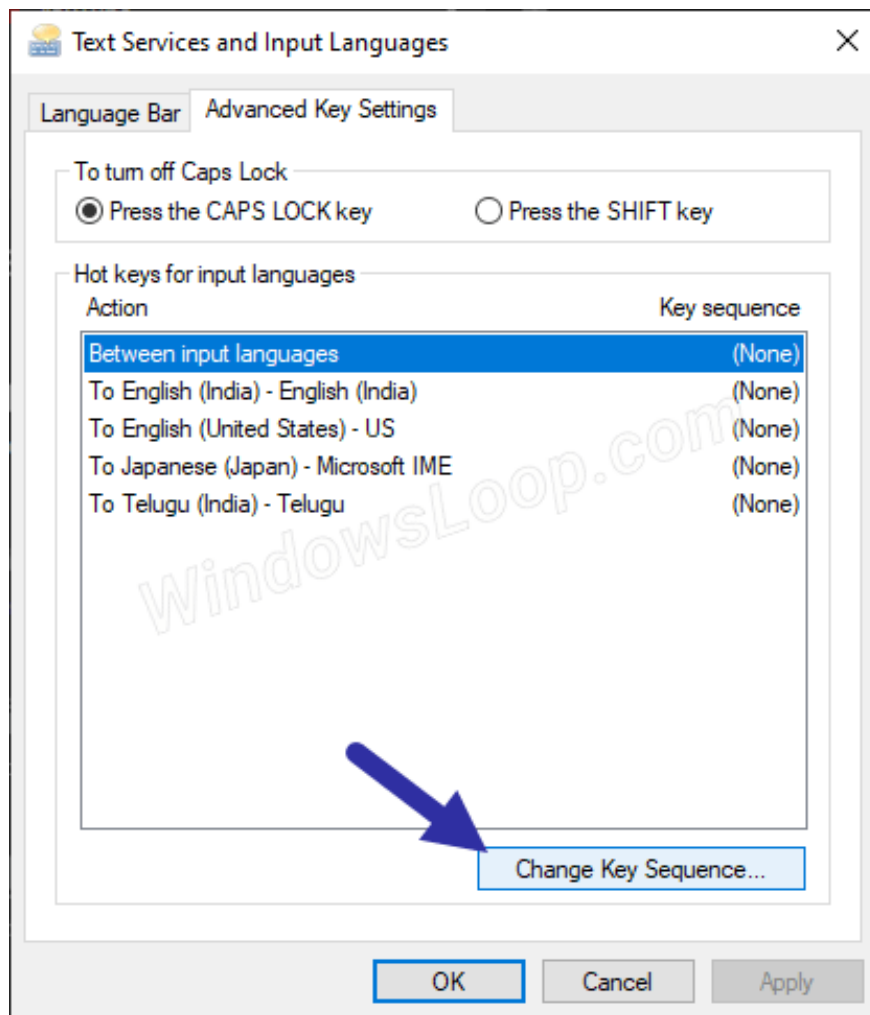 Text Services and Input Languages
Language Bar Advanced Key Settings
To turn off Caps Lock
Press the CAPS LOCK key Press the SHIFT key
Hot keys for input languages
Action Key sequence
Between input languages (None)
To English (India) - English (India) (None)
To English (United States) - US (None)
To Japanese (Japan) - Microsoft IME (None)
To Telugu (India) - Telugu (None)
WindowsLoop.com
Change Key Sequence...
OK Cancel Apply